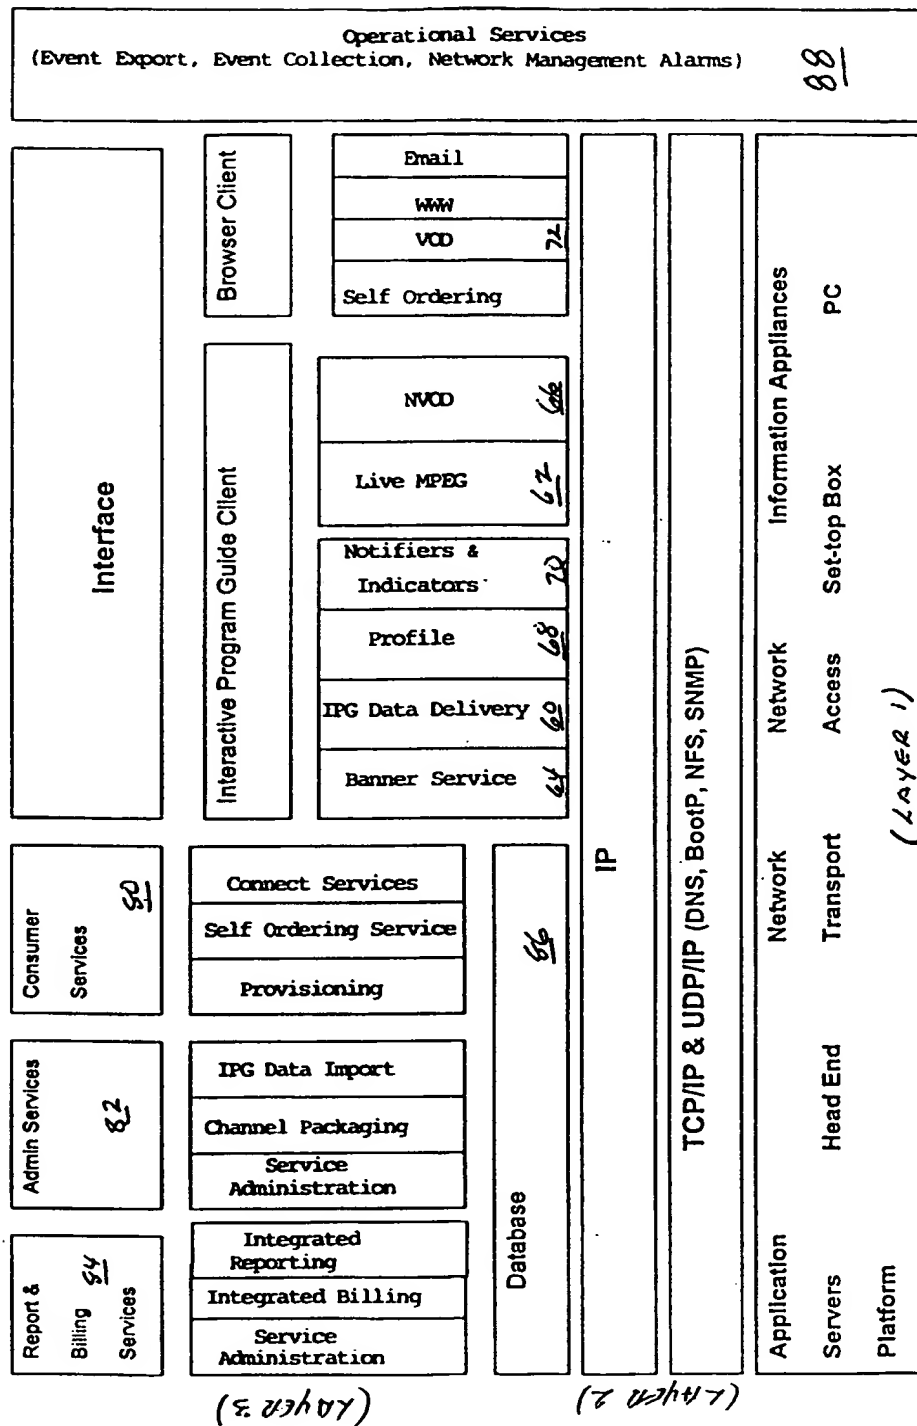 Operational Services
(Event Export, Event Collection, Network Management Alarms)
88
Report &
Billing 84
Services
Admin Services
82
Consumer
Services
80
Interface
Service
Administration
Integrated Billing
Integrated
Reporting
Service
Administration
Channel Packaging
IPG Data Import
Provisioning
Self Ordering Service
Connect Services
Interactive Program Guide Client
Browser Client
Banner Service 64
IPG Data Delivery 60
Profile 68
Notifiers &
Indicators 70
Live MPEG 62
NVOD 66
Self Ordering
VOD 72
WWW
Email
Database
86
(LAYER 3)
IP
(LAYER 2)
TCP/IP & UDP/IP (DNS, BootP, NFS, SNMP)
Application Network Network Information Appliances
Servers Head End Transport Access Set-top Box PC
Platform
(LAYER 1)